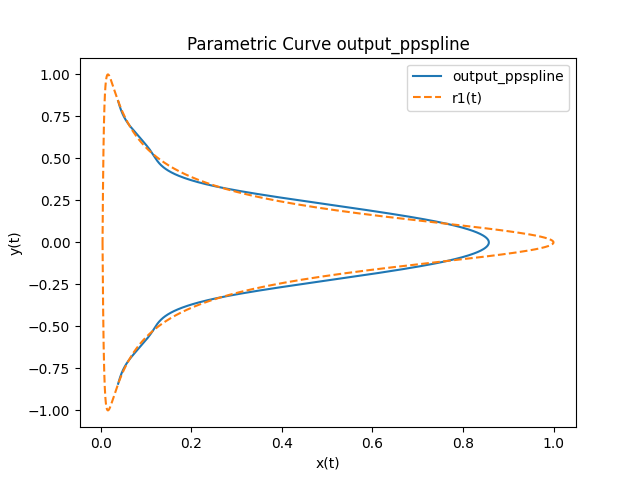 Parametric Curve output_ppspline
output_ppspline
r1(t)
1.00
0.75
0.50
0.25
0.00
−0.25
−0.50
−0.75
−1.00
y(t)
0.0 0.2 0.4 0.6 0.8 1.0
x(t)